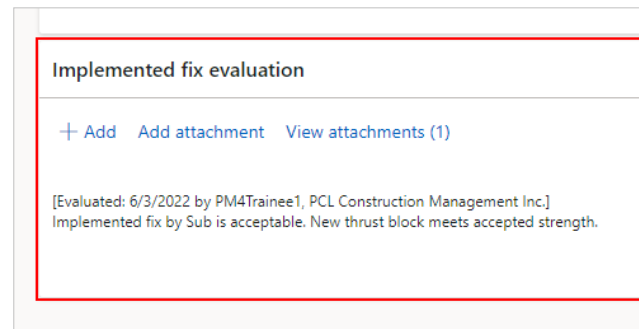 Implemented fix evaluation
+ Add Add attachment View attachments (1)
[Evaluated: 6/3/2022 by PM4Trainee1, PCL Construction Management Inc.]
Implemented fix by Sub is acceptable. New thrust block meets accepted strength.